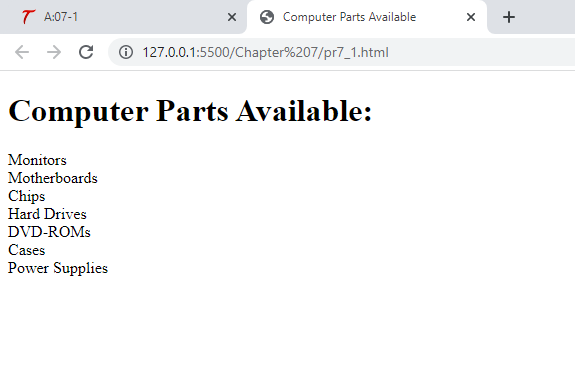 A:07-1
Computer Parts Available
127.0.0.1:5500/Chapter%207/pr7_1.html
Computer Parts Available:
Monitors
Motherboards
Chips
Hard Drives
DVD-ROMs
Cases
Power Supplies